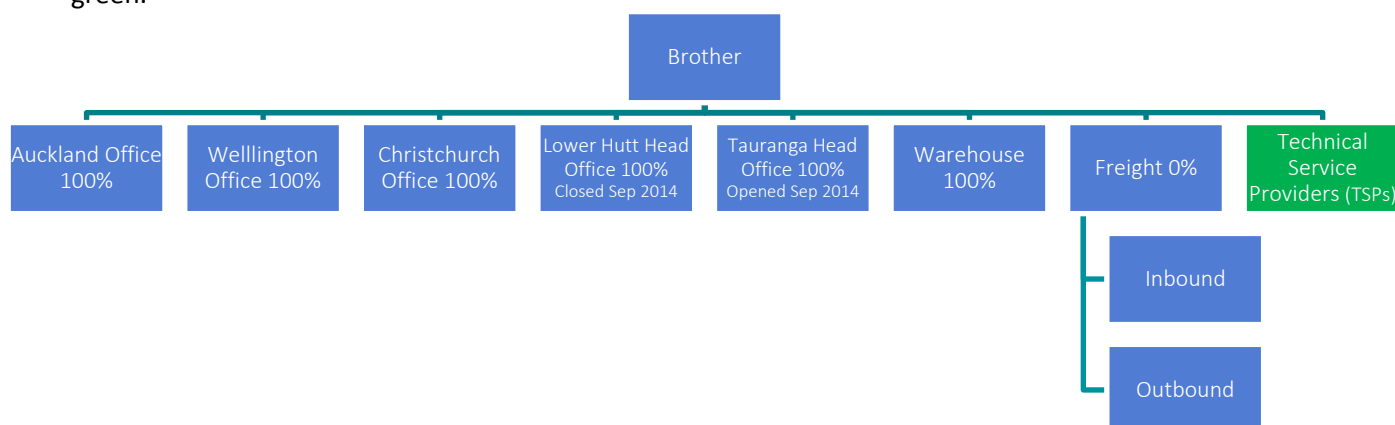 green.
Brother
Auckland Office
100%
Welllington
Office 100%
Christchurch
Office 100%
Lower Hutt Head
Office 100%
Closed Sep 2014
Tauranga Head
Office 100%
Opened Sep 2014
Warehouse
100%
Freight 0%
Technical
Service
Providers (TSPs)
Inbound
Outbound